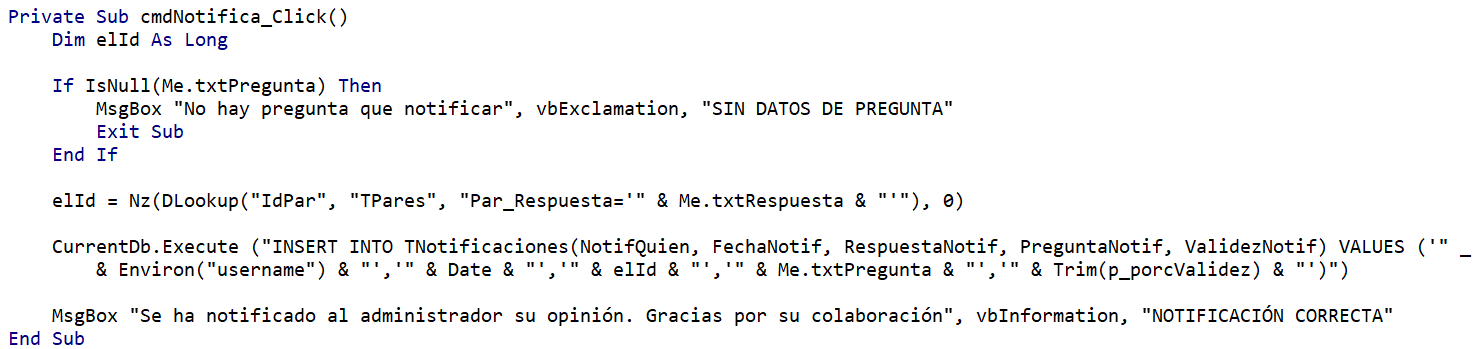 Private Sub cmdNotifica_Click()
    Dim elId As Long

    If IsNull(Me.txtPregunta) Then
        MsgBox "No hay pregunta que notificar", vbExclamation, "SIN DATOS DE PREGUNTA"
        Exit Sub
    End If

    elId = Nz(DLookup("IdPar", "TPares", "Par_Respuesta='" & Me.txtRespuesta & "'"), 0)

    CurrentDb.Execute ("INSERT INTO TNotificaciones(NotifQuien, FechaNotif, RespuestaNotif, PreguntaNotif, ValidezNotif) VALUES ('" _
        & Environ("username") & "','" & Date & "','" & elId & "','" & Me.txtPregunta & "','" & Trim(p_porcValidez) & "')")

    MsgBox "Se ha notificado al administrador su opinión. Gracias por su colaboración", vbInformation, "NOTIFICACIÓN CORRECTA"
End Sub